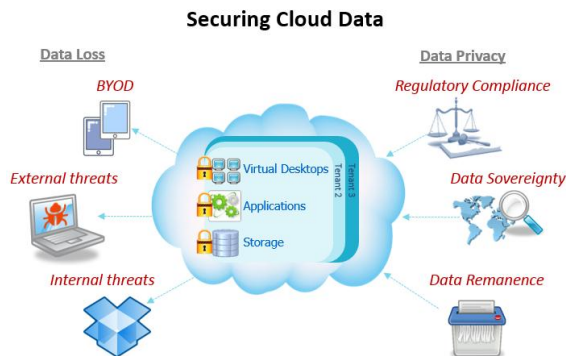 Securing Cloud Data
Data Loss
Data Privacy
BYOD
Regulatory Compliance
External threats
Data Sovereignty
Internal threats
Data Remanence
Virtual Desktops
Applications
Storage
Tenant 2
Tenant 3